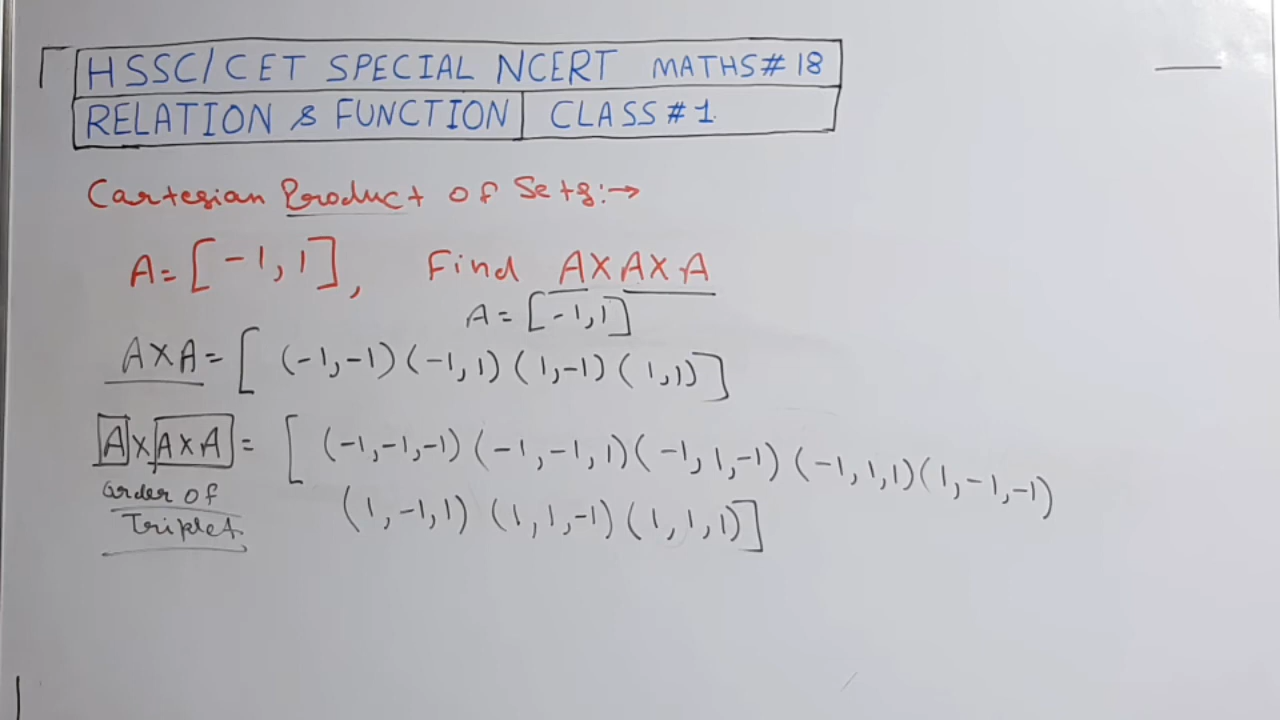 HSSC/CET SPECIAL NCERT MATHS# 18
RELATION & FUNCTION CLASS # 1.
Cartesian Product of Sets:→
A = [-1, 1], Find A×A×A
A = [-1, 1]
A×A = [ (-1,-1) (-1, 1) (1,-1) (1,1) ]
A×A×A = [ (-1,-1,-1) (-1,-1, 1) (-1, 1,-1) (-1, 1,1) (1,-1,-1)
order of (1,-1,1) (1,1,-1) (1, 1, 1) ]
Triplet.